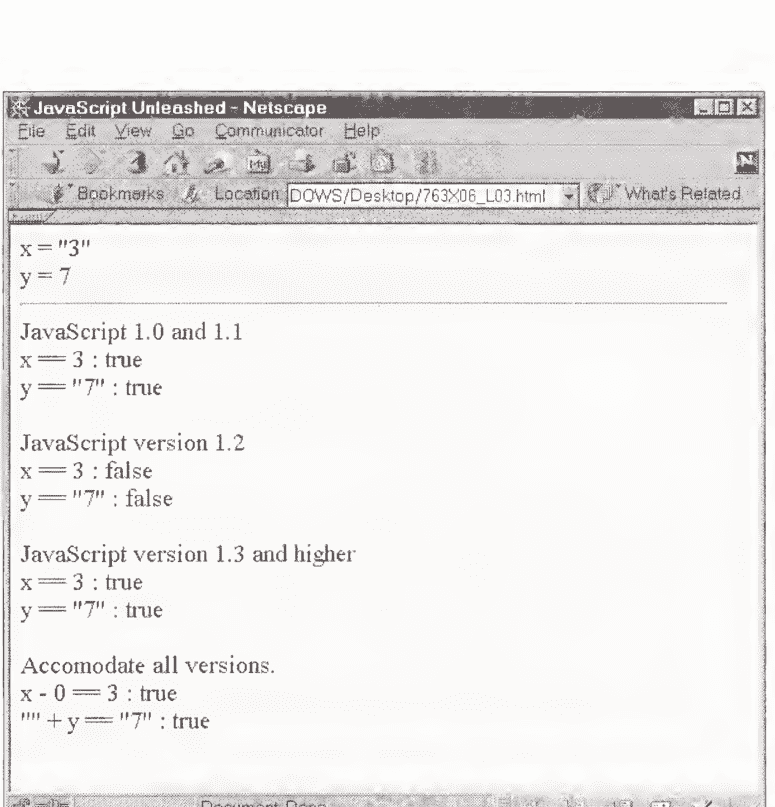 JavaScript Unleashed - Netscape
File Edit View Go Communicator Help
Bookmarks Location: DOWS/Desktop/763X06_L03.html What's Related
x = "3"
y = 7
JavaScript 1.0 and 1.1
x == 3 : true
y == "7" : true
JavaScript version 1.2
x == 3 : false
y == "7" : false
JavaScript version 1.3 and higher
x == 3 : true
y == "7" : true
Accomodate all versions.
x - 0 == 3 : true
"" + y == "7" : true
Document Done